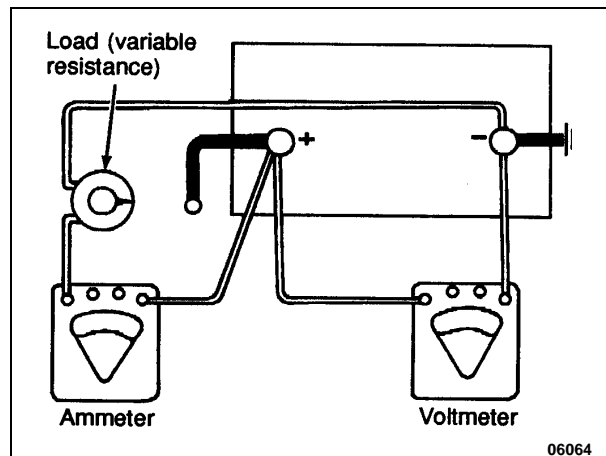 Load (variable
resistance)
+
-
Ammeter
Voltmeter
06064